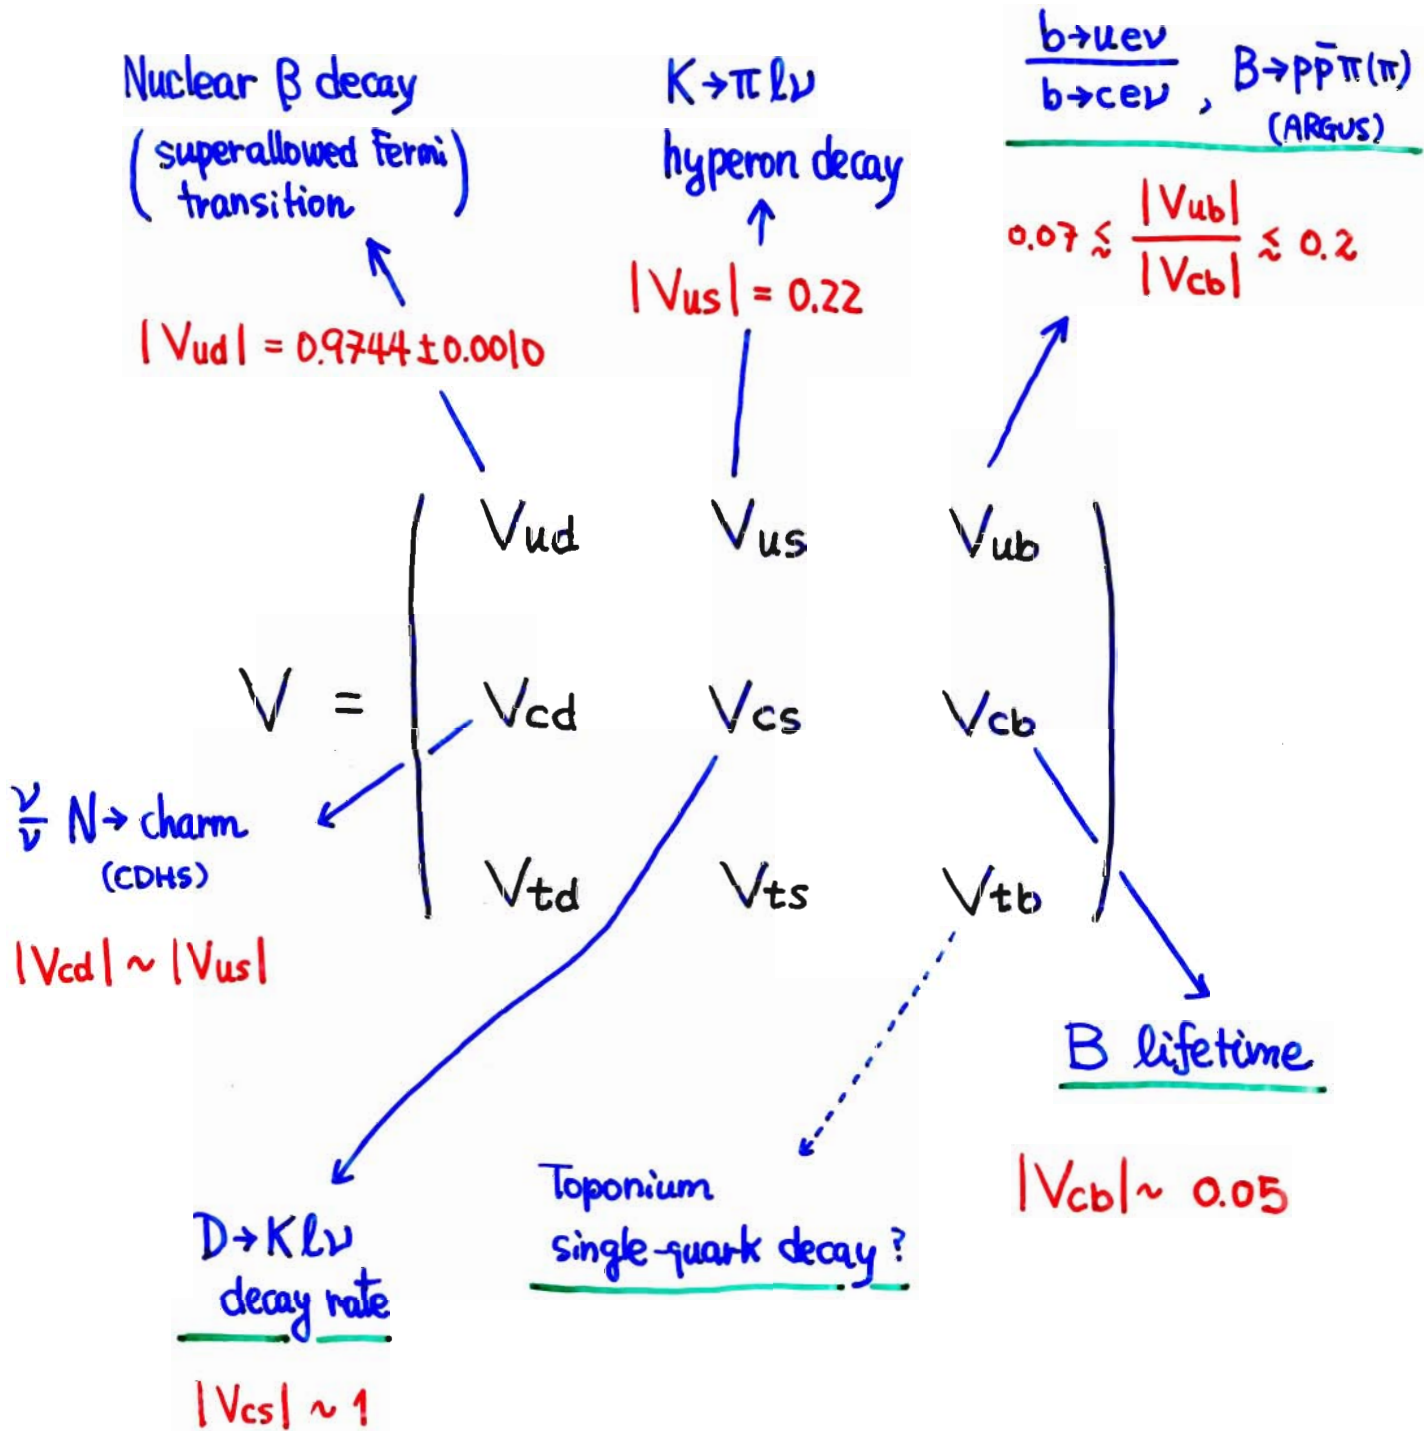 Nuclear β decay
(superallowed Fermi
transition)
|Vud| = 0.9744 ± 0.0010
K→πℓν
hyperon decay
|Vus| = 0.22
b→ueν
b→ceν , B→pp̄π(π)
(ARGUS)
0.07 ≲ |Vub| / |Vcb| ≲ 0.2
Vud Vus Vub
V = Vcd Vcs Vcb
Vtd Vts Vtb
ν/ν N→charm
(CDHS)
|Vcd| ~ |Vus|
D→Kℓν
decay rate
|Vcs| ~ 1
Toponium
single-quark decay?
B lifetime
|Vcb| ~ 0.05